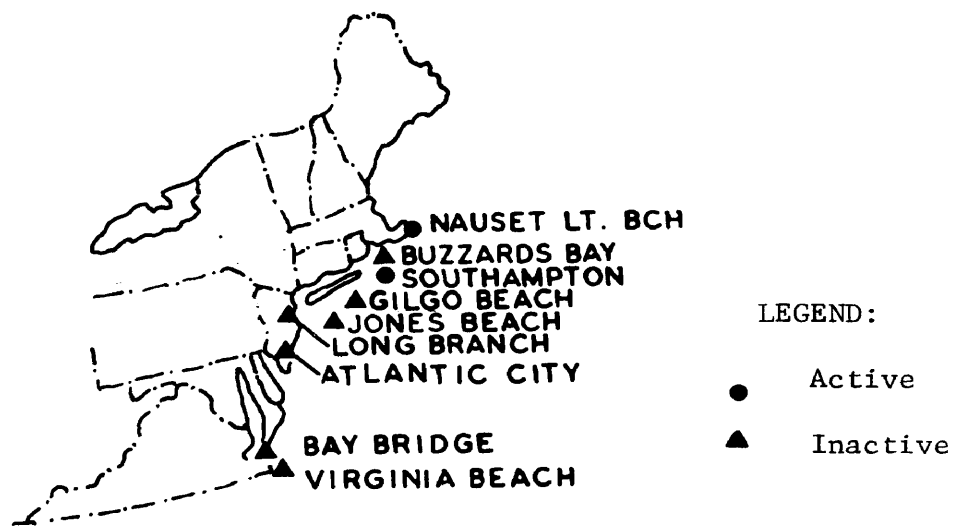 NAUSET LT. BCH
BUZZARDS BAY
SOUTHAMPTON
GILGO BEACH
JONES BEACH
LONG BRANCH
ATLANTIC CITY
BAY BRIDGE
VIRGINIA BEACH
LEGEND:
Active
Inactive